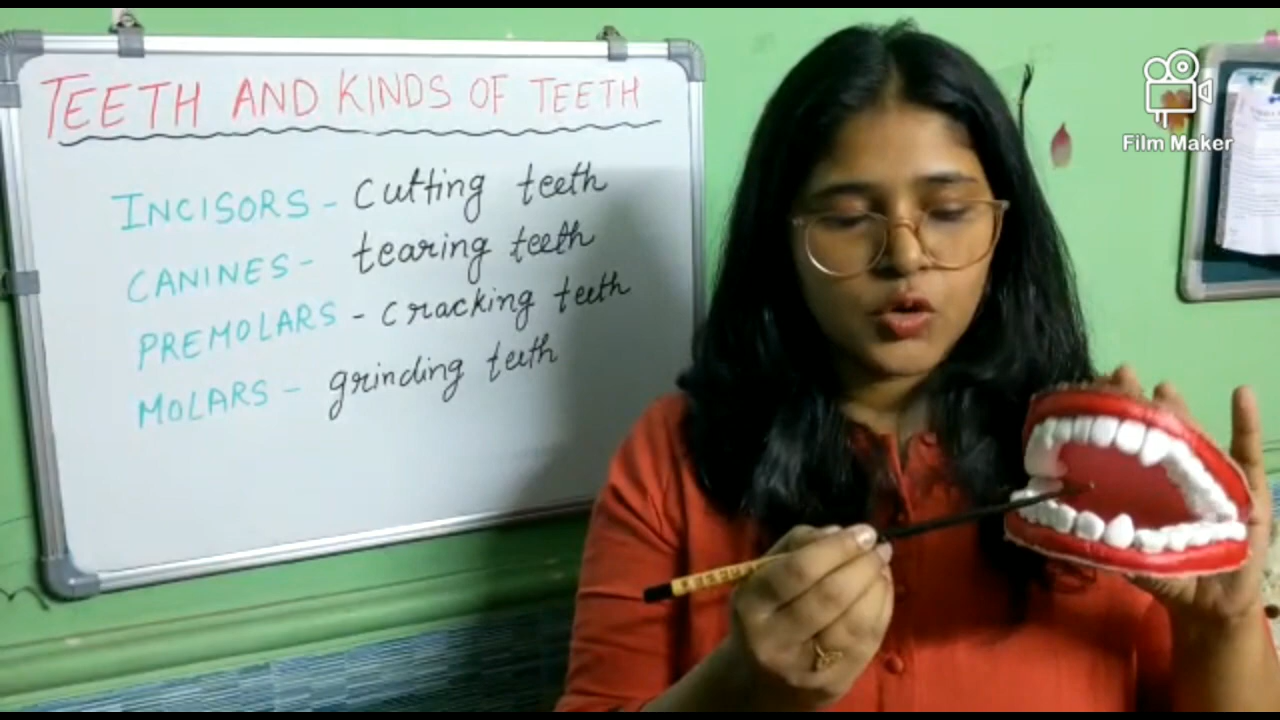 TEETH AND KINDS OF TEETH
INCISORS - cutting teeth
CANINES - tearing teeth
PREMOLARS - cracking teeth
MOLARS - grinding teeth
Film Maker